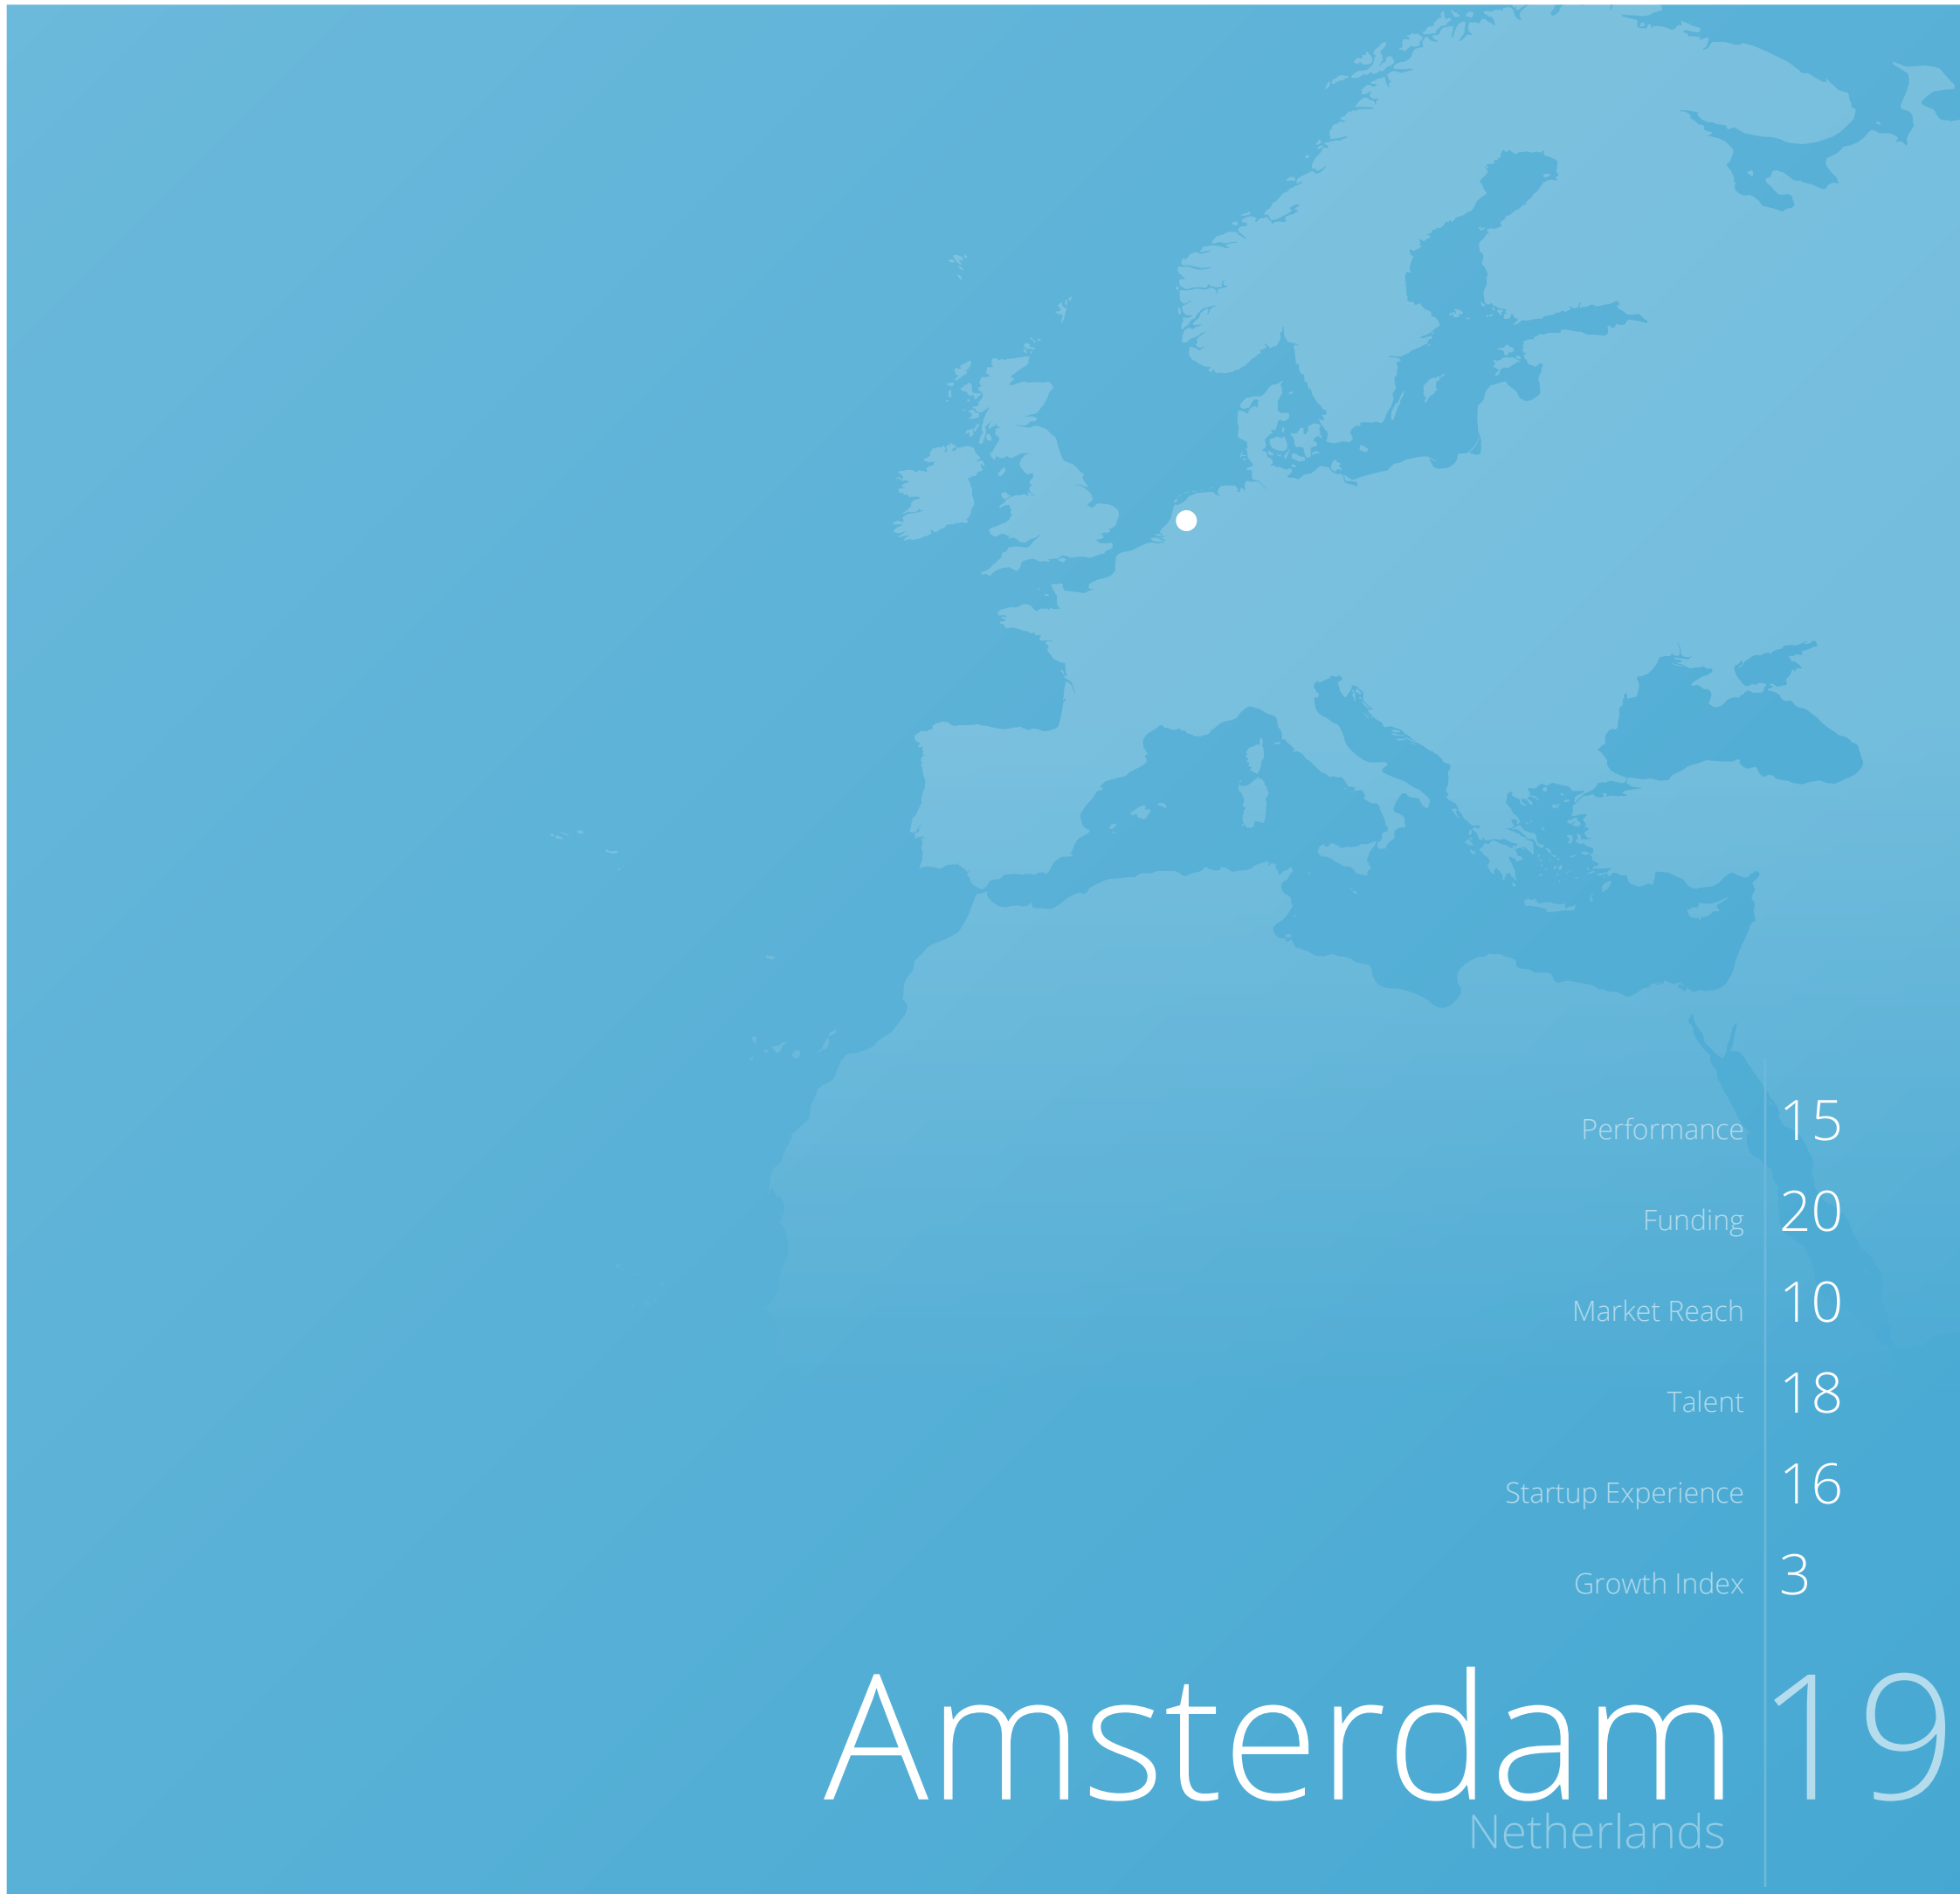 Performance 15
Funding 20
Market Reach 10
Talent 18
Startup Experience 16
Growth Index 3
Amsterdam 19
Netherlands